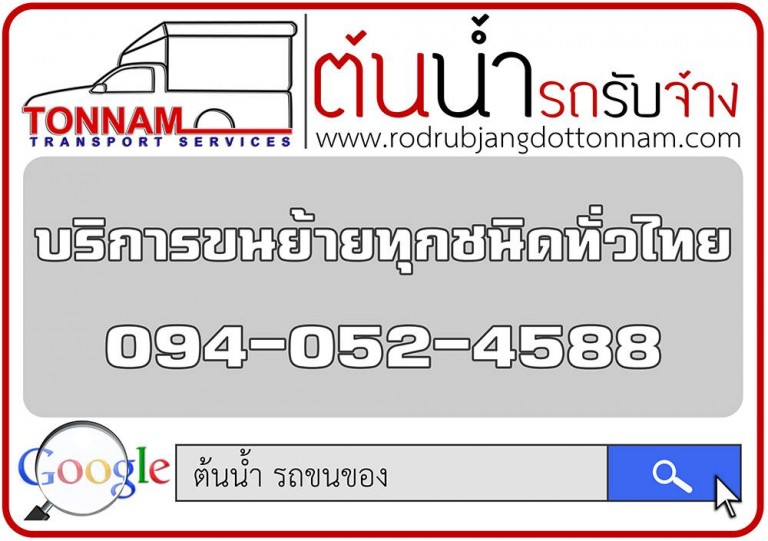 TONNAM
TRANSPORT SERVICES
ต้นน้ำ รถรับจ้าง
www.rodrubjangdottonnam.com
บริการขนย้ายทุกชนิดทั่วไทย
094-052-4588
Google
ต้นน้ำ รถขนของ